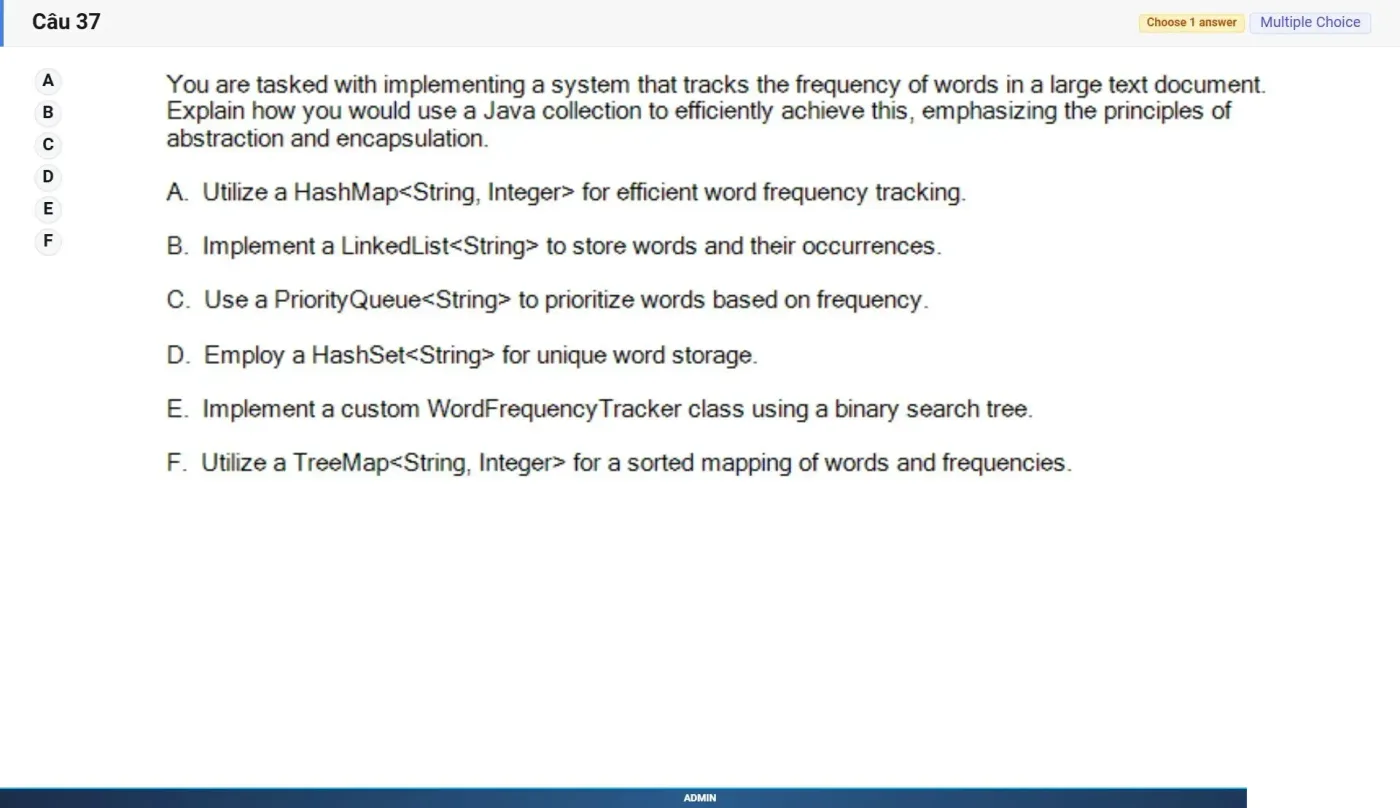 Câu 37
Choose 1 answer
Multiple Choice
A
B
C
D
E
F
You are tasked with implementing a system that tracks the frequency of words in a large text document.
Explain how you would use a Java collection to efficiently achieve this, emphasizing the principles of
abstraction and encapsulation.
A. Utilize a HashMap<String, Integer> for efficient word frequency tracking.
B. Implement a LinkedList<String> to store words and their occurrences.
C. Use a PriorityQueue<String> to prioritize words based on frequency.
D. Employ a HashSet<String> for unique word storage.
E. Implement a custom WordFrequencyTracker class using a binary search tree.
F. Utilize a TreeMap<String, Integer> for a sorted mapping of words and frequencies.
ADMIN